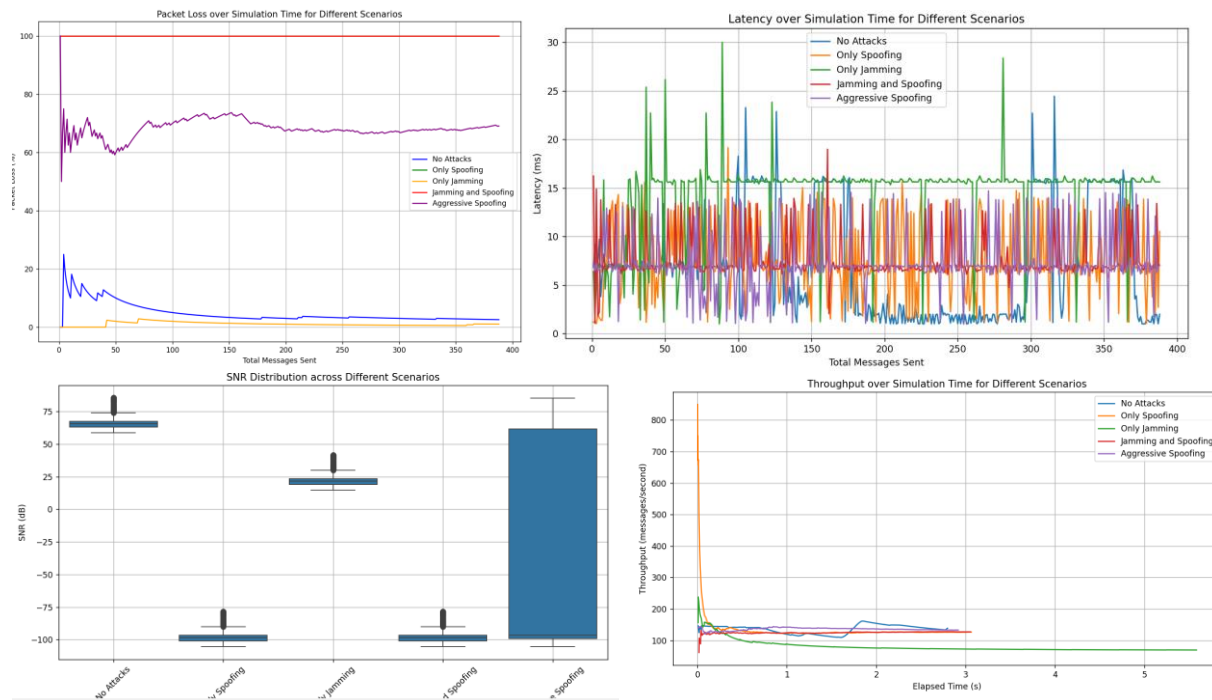 Packet Loss over Simulation Time for Different Scenarios
100
80
60
40
20
0
No Attacks
Only Spoofing
Only Jamming
Jamming and Spoofing
Aggressive Spoofing
0
50
100
150
200
250
300
350
400
Total Messages Sent
Latency over Simulation Time for Different Scenarios
30
25
20
15
10
5
0
Latency (ms)
No Attacks
Only Spoofing
Only Jamming
Jamming and Spoofing
Aggressive Spoofing
0
50
100
150
200
250
300
350
400
Total Messages Sent
SNR Distribution across Different Scenarios
75
50
25
0
−25
−50
−75
−100
SNR (dB)
No Attacks
Spoofing
Jamming
Spoofing
Spoofing
Throughput over Simulation Time for Different Scenarios
800
700
600
500
400
300
200
100
Throughput (messages/second)
No Attacks
Only Spoofing
Only Jamming
Jamming and Spoofing
Aggressive Spoofing
0
1
2
3
4
5
Elapsed Time (s)